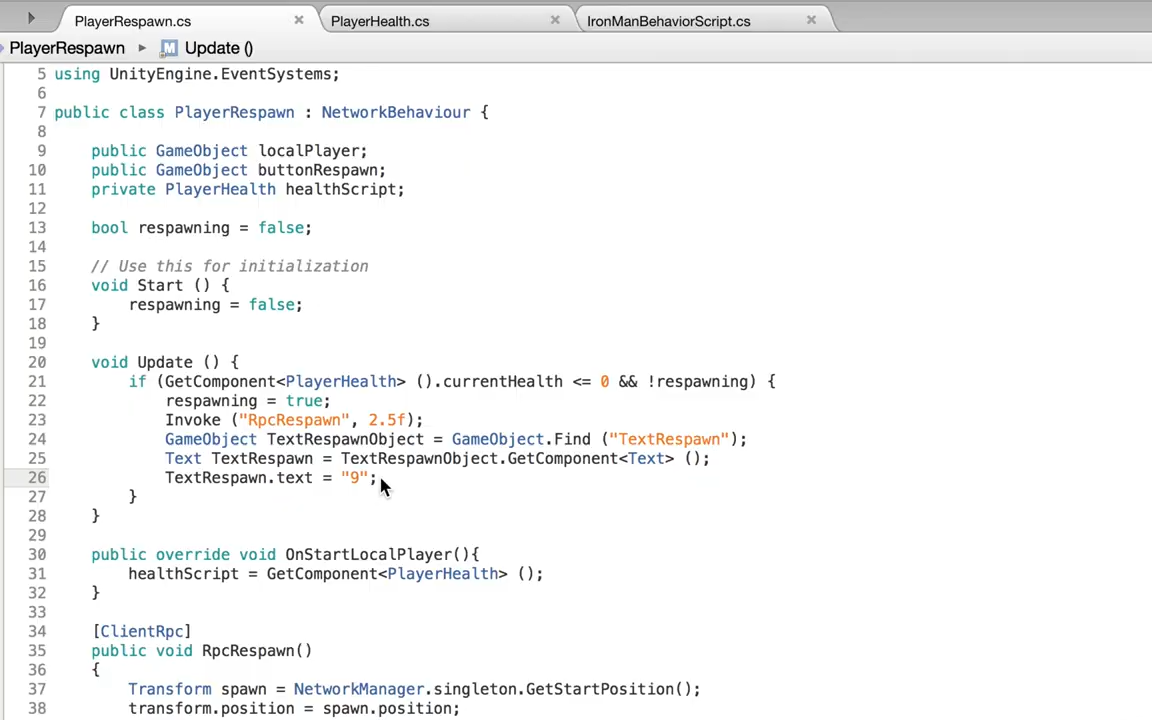 PlayerRespawn.cs × PlayerHealth.cs × IronManBehaviorScript.cs ×
PlayerRespawn ▸ M Update ()
5 using UnityEngine.EventSystems;
6
7 public class PlayerRespawn : NetworkBehaviour {
8
9 public GameObject localPlayer;
10 public GameObject buttonRespawn;
11 private PlayerHealth healthScript;
12
13 bool respawning = false;
14
15 // Use this for initialization
16 void Start () {
17 respawning = false;
18 }
19
20 void Update () {
21 if (GetComponent<PlayerHealth> ().currentHealth <= 0 && !respawning) {
22 respawning = true;
23 Invoke ("RpcRespawn", 2.5f);
24 GameObject TextRespawnObject = GameObject.Find ("TextRespawn");
25 Text TextRespawn = TextRespawnObject.GetComponent<Text> ();
26 TextRespawn.text = "9";
27 }
28 }
29
30 public override void OnStartLocalPlayer(){
31 healthScript = GetComponent<PlayerHealth> ();
32 }
33
34 [ClientRpc]
35 public void RpcRespawn()
36 {
37 Transform spawn = NetworkManager.singleton.GetStartPosition();
38 transform.position = spawn.position;